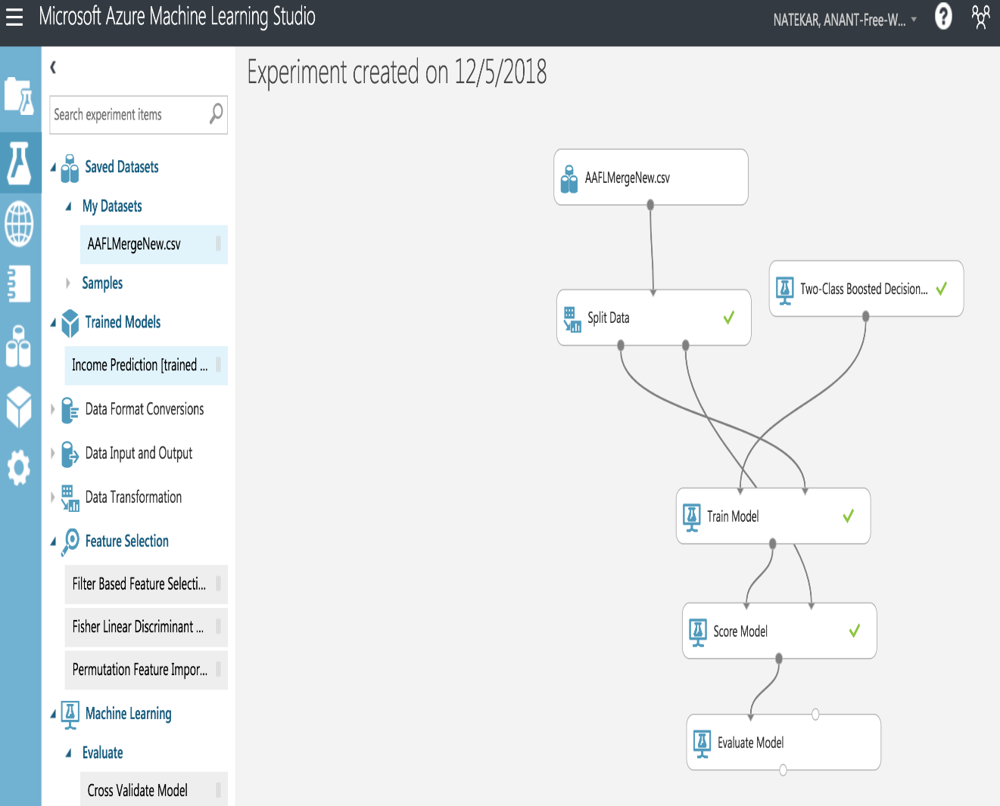 Microsoft Azure Machine Learning Studio
NATEKAR, ANANT-Free-W...
?
Experiment created on 12/5/2018
Search experiment items
Saved Datasets
My Datasets
AAFLMergeNew.csv
Samples
Trained Models
Income Prediction [trained ...
Data Format Conversions
Data Input and Output
Data Transformation
Feature Selection
Filter Based Feature Selecti...
Fisher Linear Discriminant ...
Permutation Feature Impor...
Machine Learning
Evaluate
Cross Validate Model
AAFLMergeNew.csv
Two-Class Boosted Decision...
Split Data
Train Model
Score Model
Evaluate Model